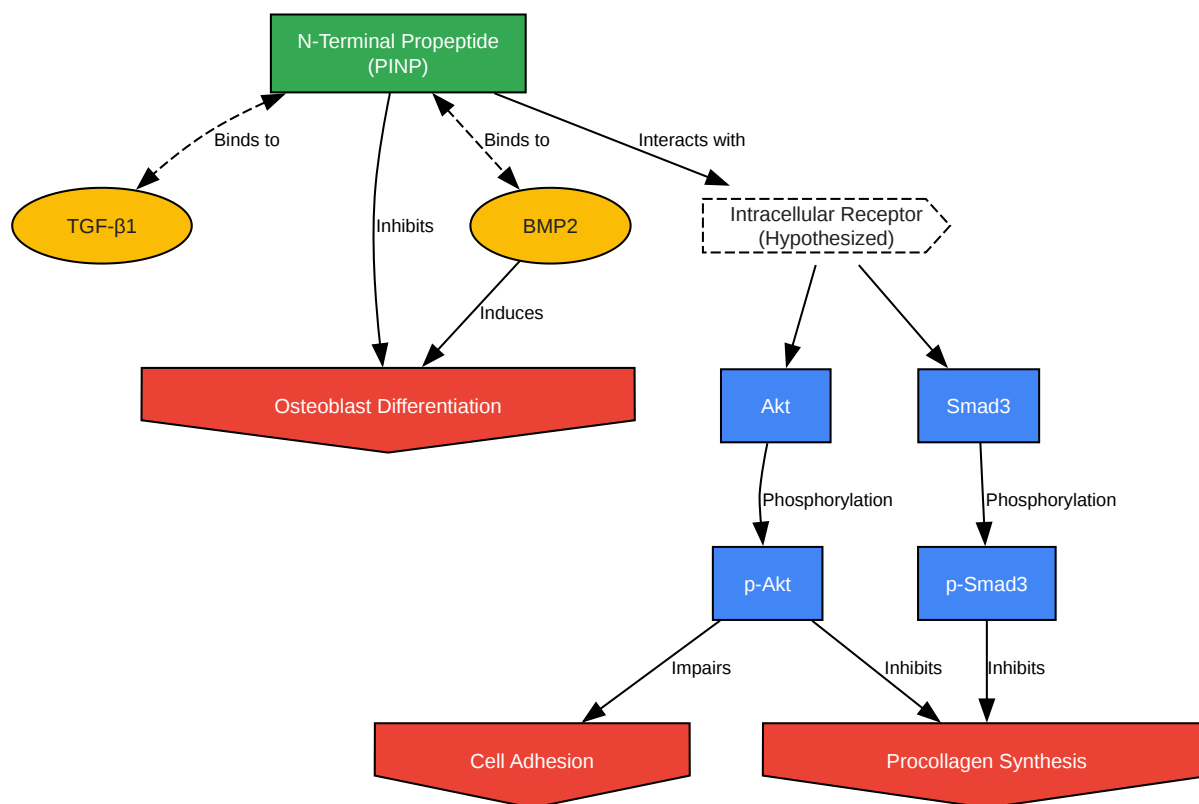 N-Terminal Propeptide
(PINP)
Binds to
Binds to
Interacts with
TGF-β1
Inhibits
BMP2
Intracellular Receptor
(Hypothesized)
Induces
Osteoblast Differentiation
Akt
Smad3
Phosphorylation
Phosphorylation
p-Akt
p-Smad3
Impairs
Inhibits
Inhibits
Cell Adhesion
Procollagen Synthesis